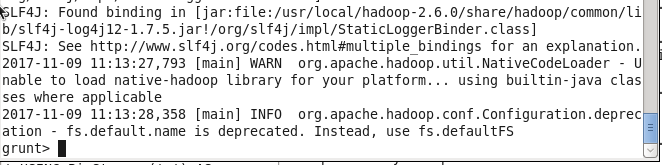 SLF4J: Found binding in [jar:file:/usr/local/hadoop-2.6.0/share/hadoop/common/li
b/slf4j-log4j12-1.7.5.jar!/org/slf4j/impl/StaticLoggerBinder.class]
SLF4J: See http://www.slf4j.org/codes.html#multiple_bindings for an explanation.
2017-11-09 11:13:27,793 [main] WARN  org.apache.hadoop.util.NativeCodeLoader - U
nable to load native-hadoop library for your platform... using builtin-java clas
ses where applicable
2017-11-09 11:13:28,358 [main] INFO  org.apache.hadoop.conf.Configuration.deprec
ation - fs.default.name is deprecated. Instead, use fs.defaultFS
grunt>